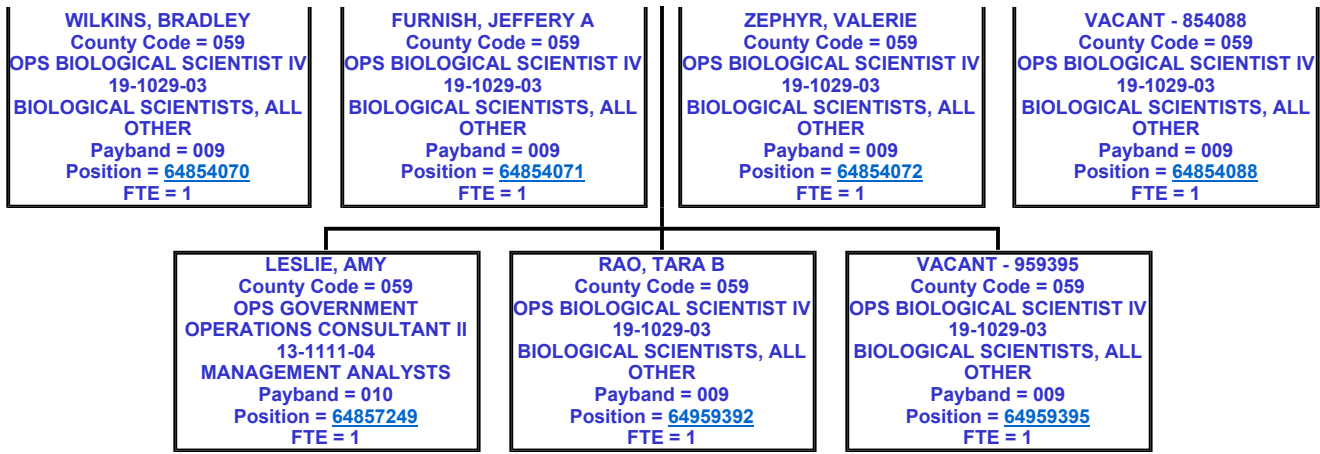 WILKINS, BRADLEY
County Code = 059
OPS BIOLOGICAL SCIENTIST IV
19-1029-03
BIOLOGICAL SCIENTISTS, ALL
OTHER
Payband = 009
Position = 64854070
FTE = 1
FURNISH, JEFFERY A
County Code = 059
OPS BIOLOGICAL SCIENTIST IV
19-1029-03
BIOLOGICAL SCIENTISTS, ALL
OTHER
Payband = 009
Position = 64854071
FTE = 1
ZEPHYR, VALERIE
County Code = 059
OPS BIOLOGICAL SCIENTIST IV
19-1029-03
BIOLOGICAL SCIENTISTS, ALL
OTHER
Payband = 009
Position = 64854072
FTE = 1
VACANT - 854088
County Code = 059
OPS BIOLOGICAL SCIENTIST IV
19-1029-03
BIOLOGICAL SCIENTISTS, ALL
OTHER
Payband = 009
Position = 64854088
FTE = 1
LESLIE, AMY
County Code = 059
OPS GOVERNMENT
OPERATIONS CONSULTANT II
13-1111-04
MANAGEMENT ANALYSTS
Payband = 010
Position = 64857249
FTE = 1
RAO, TARA B
County Code = 059
OPS BIOLOGICAL SCIENTIST IV
19-1029-03
BIOLOGICAL SCIENTISTS, ALL
OTHER
Payband = 009
Position = 64959392
FTE = 1
VACANT - 959395
County Code = 059
OPS BIOLOGICAL SCIENTIST IV
19-1029-03
BIOLOGICAL SCIENTISTS, ALL
OTHER
Payband = 009
Position = 64959395
FTE = 1